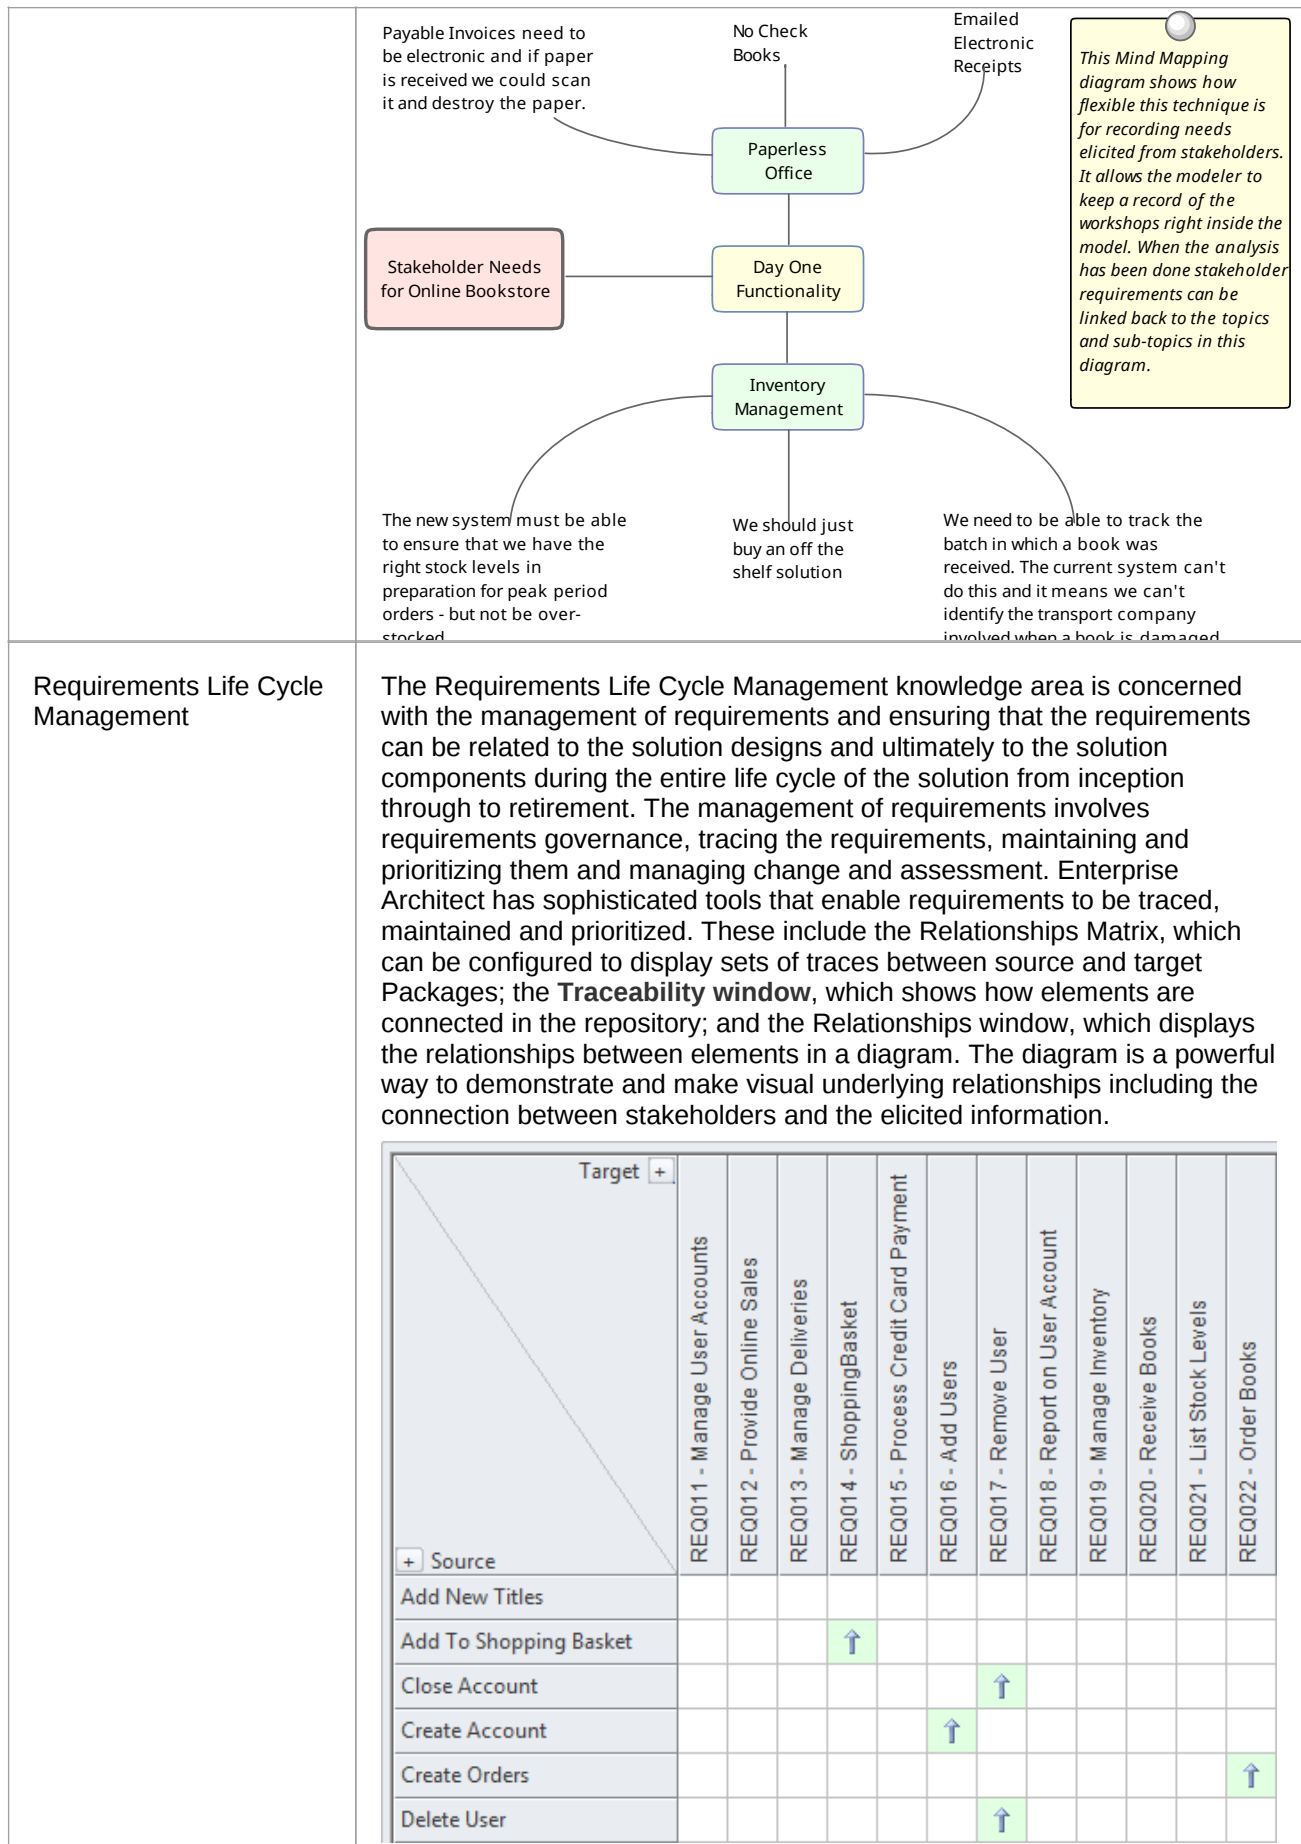 Payable Invoices need to
be electronic and if paper
is received we could scan
it and destroy the paper.
No Check
Books
Emailed
Electronic
Receipts
This Mind Mapping
diagram shows how
flexible this technique is
for recording needs
elicited from stakeholders.
It allows the modeler to
keep a record of the
workshops right inside the
model. When the analysis
has been done stakeholder
requirements can be
linked back to the topics
and sub-topics in this
diagram.
Paperless
Office
Stakeholder Needs
for Online Bookstore
Day One
Functionality
Inventory
Management
The new system must be able
to ensure that we have the
right stock levels in
preparation for peak period
orders - but not be over-
stocked
We should just
buy an off the
shelf solution
We need to be able to track the
batch in which a book was
received. The current system can't
do this and it means we can't
identify the transport company
involved when a book is damaged
Requirements Life Cycle
Management
The Requirements Life Cycle Management knowledge area is concerned
with the management of requirements and ensuring that the requirements
can be related to the solution designs and ultimately to the solution
components during the entire life cycle of the solution from inception
through to retirement. The management of requirements involves
requirements governance, tracing the requirements, maintaining and
prioritizing them and managing change and assessment. Enterprise
Architect has sophisticated tools that enable requirements to be traced,
maintained and prioritized. These include the Relationships Matrix, which
can be configured to display sets of traces between source and target
Packages; the Traceability window, which shows how elements are
connected in the repository; and the Relationships window, which displays
the relationships between elements in a diagram. The diagram is a powerful
way to demonstrate and make visual underlying relationships including the
connection between stakeholders and the elicited information.
Target +
+ Source
REQ011 - Manage User Accounts
REQ012 - Provide Online Sales
REQ013 - Manage Deliveries
REQ014 - ShoppingBasket
REQ015 - Process Credit Card Payment
REQ016 - Add Users
REQ017 - Remove User
REQ018 - Report on User Account
REQ019 - Manage Inventory
REQ020 - Receive Books
REQ021 - List Stock Levels
REQ022 - Order Books
Add New Titles
Add To Shopping Basket
Close Account
Create Account
Create Orders
Delete User